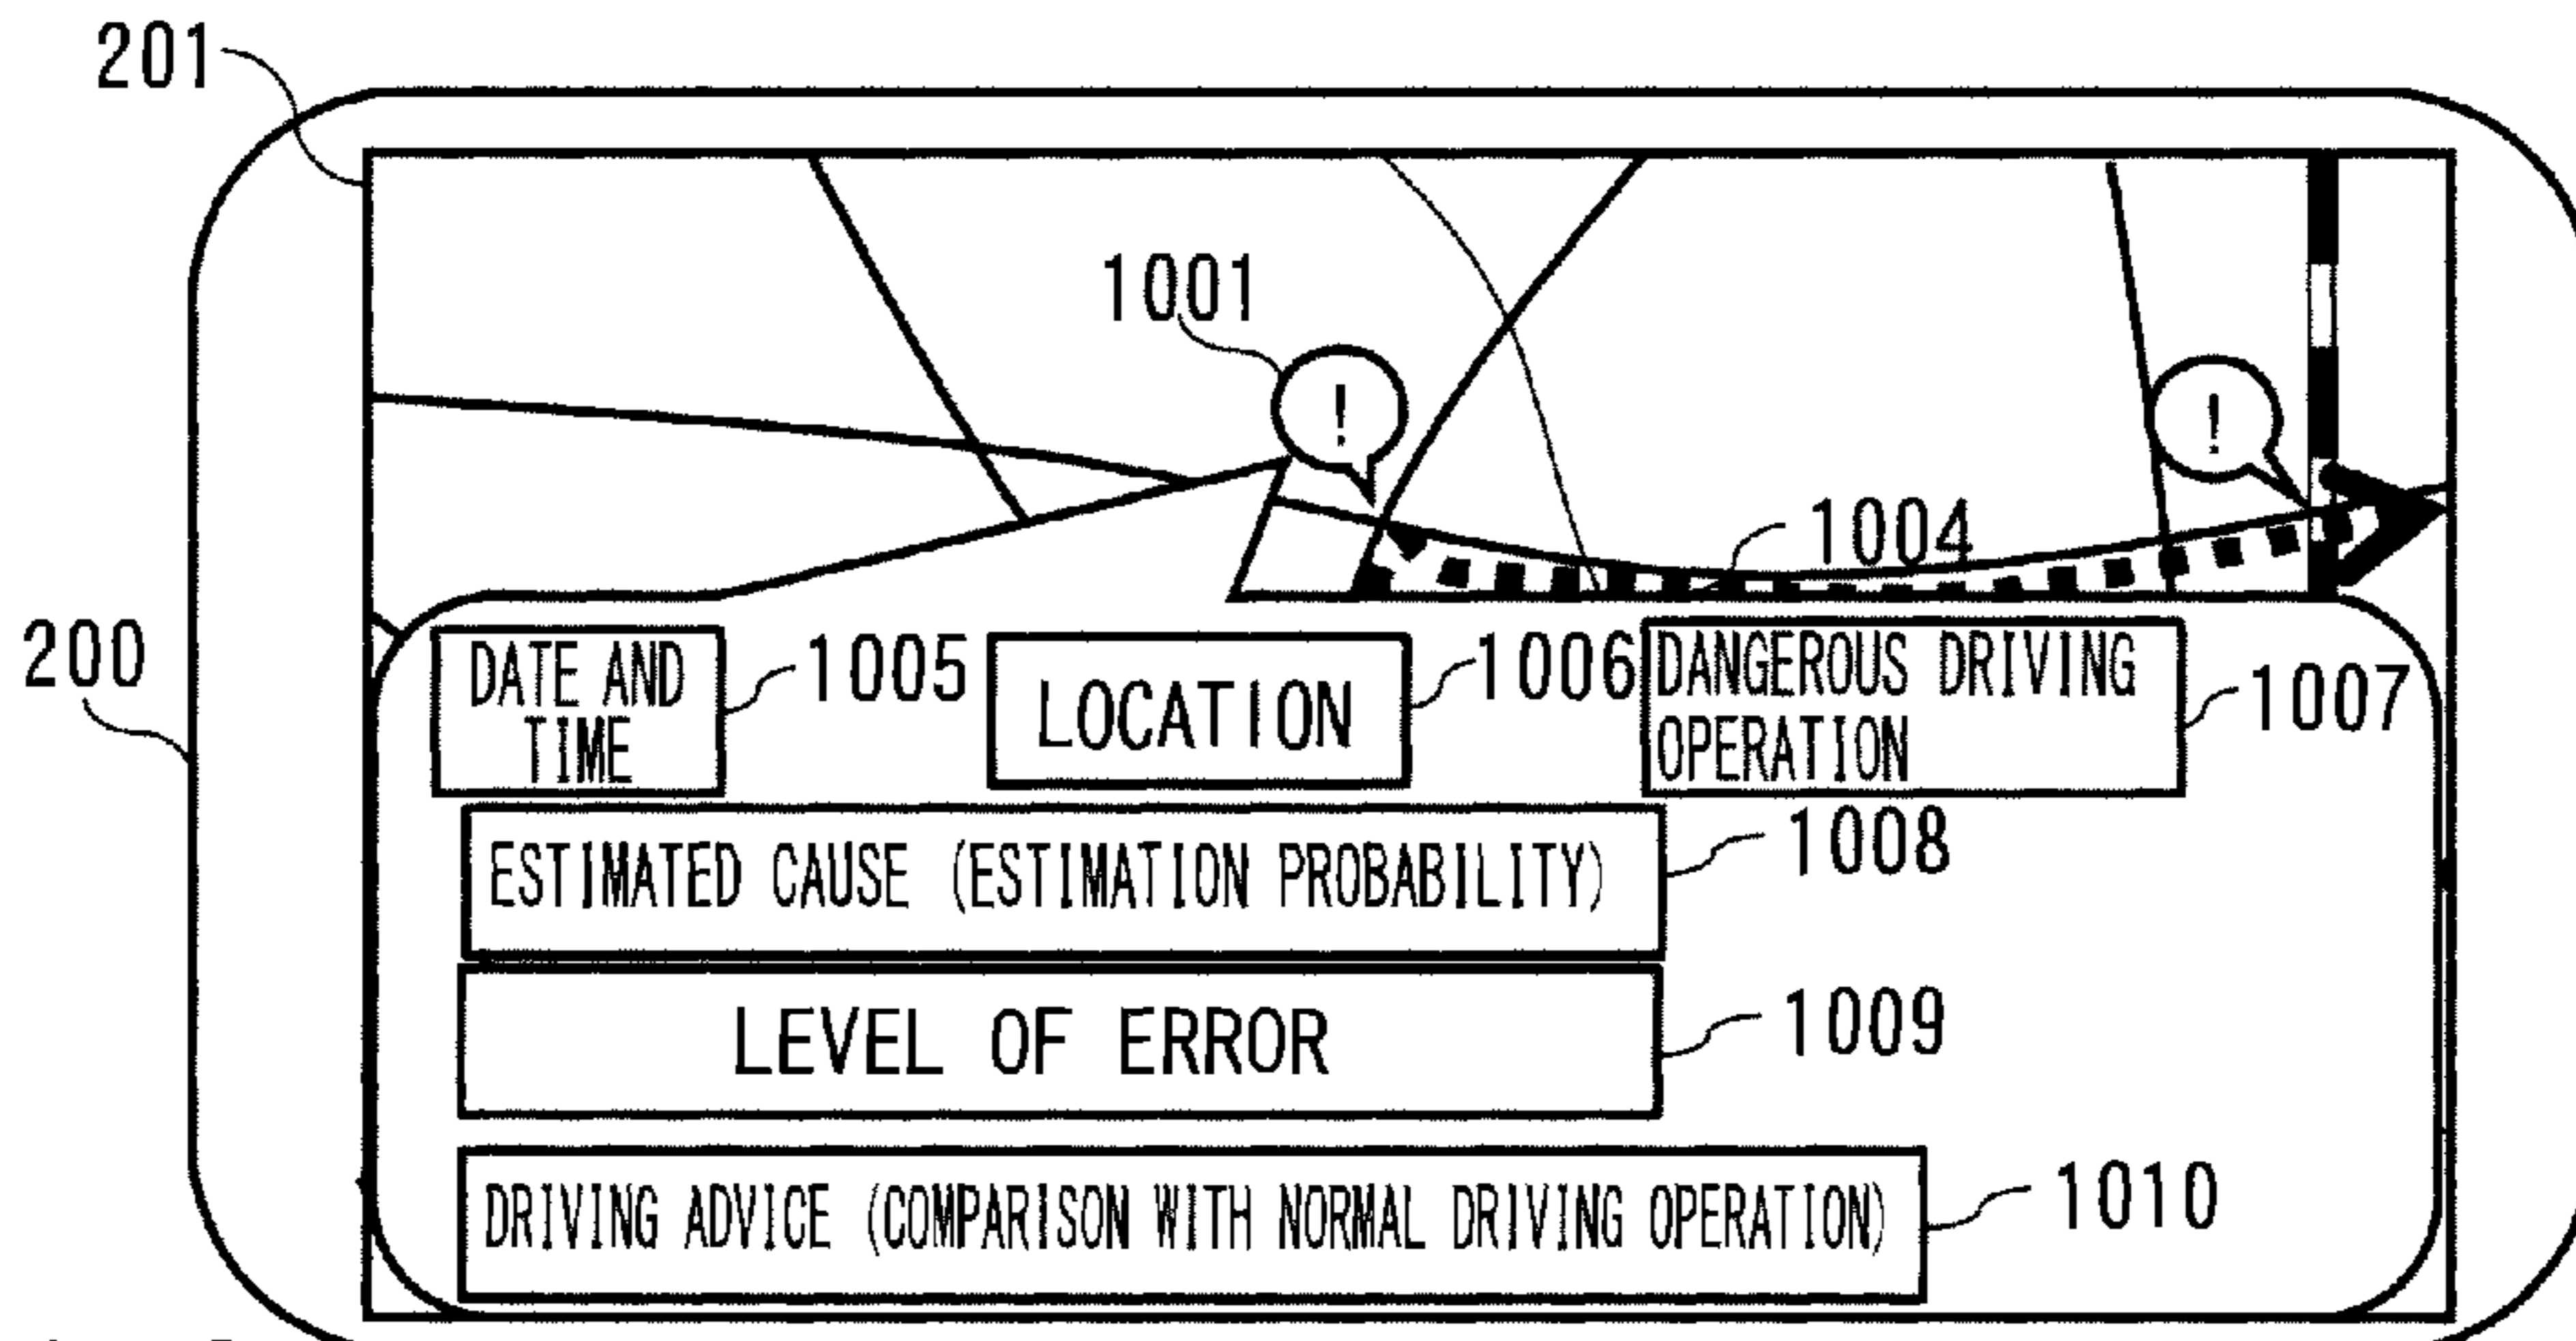 201
1001
!
!
1004
200
DATE AND
TIME
1005
LOCATION
1006
DANGEROUS DRIVING
OPERATION
1007
ESTIMATED CAUSE (ESTIMATION PROBABILITY)
1008
LEVEL OF ERROR
1009
DRIVING ADVICE (COMPARISON WITH NORMAL DRIVING OPERATION)
1010